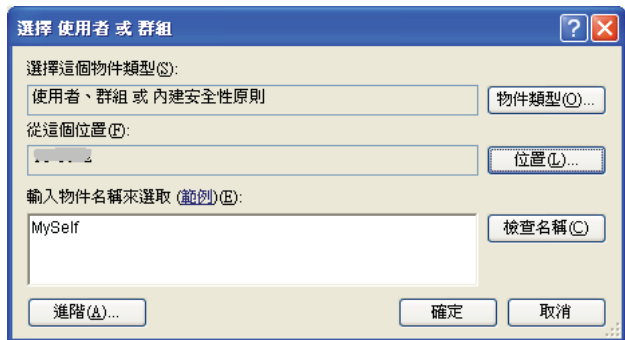 選擇 使用者 或 群組
選擇這個物件類型(S):
使用者、群組 或 內建安全性原則
物件類型(O)...
從這個位置(F):
位置(L)...
輸入物件名稱來選取 (範例)(E):
MySelf
檢查名稱(C)
進階(A)...
確定
取消